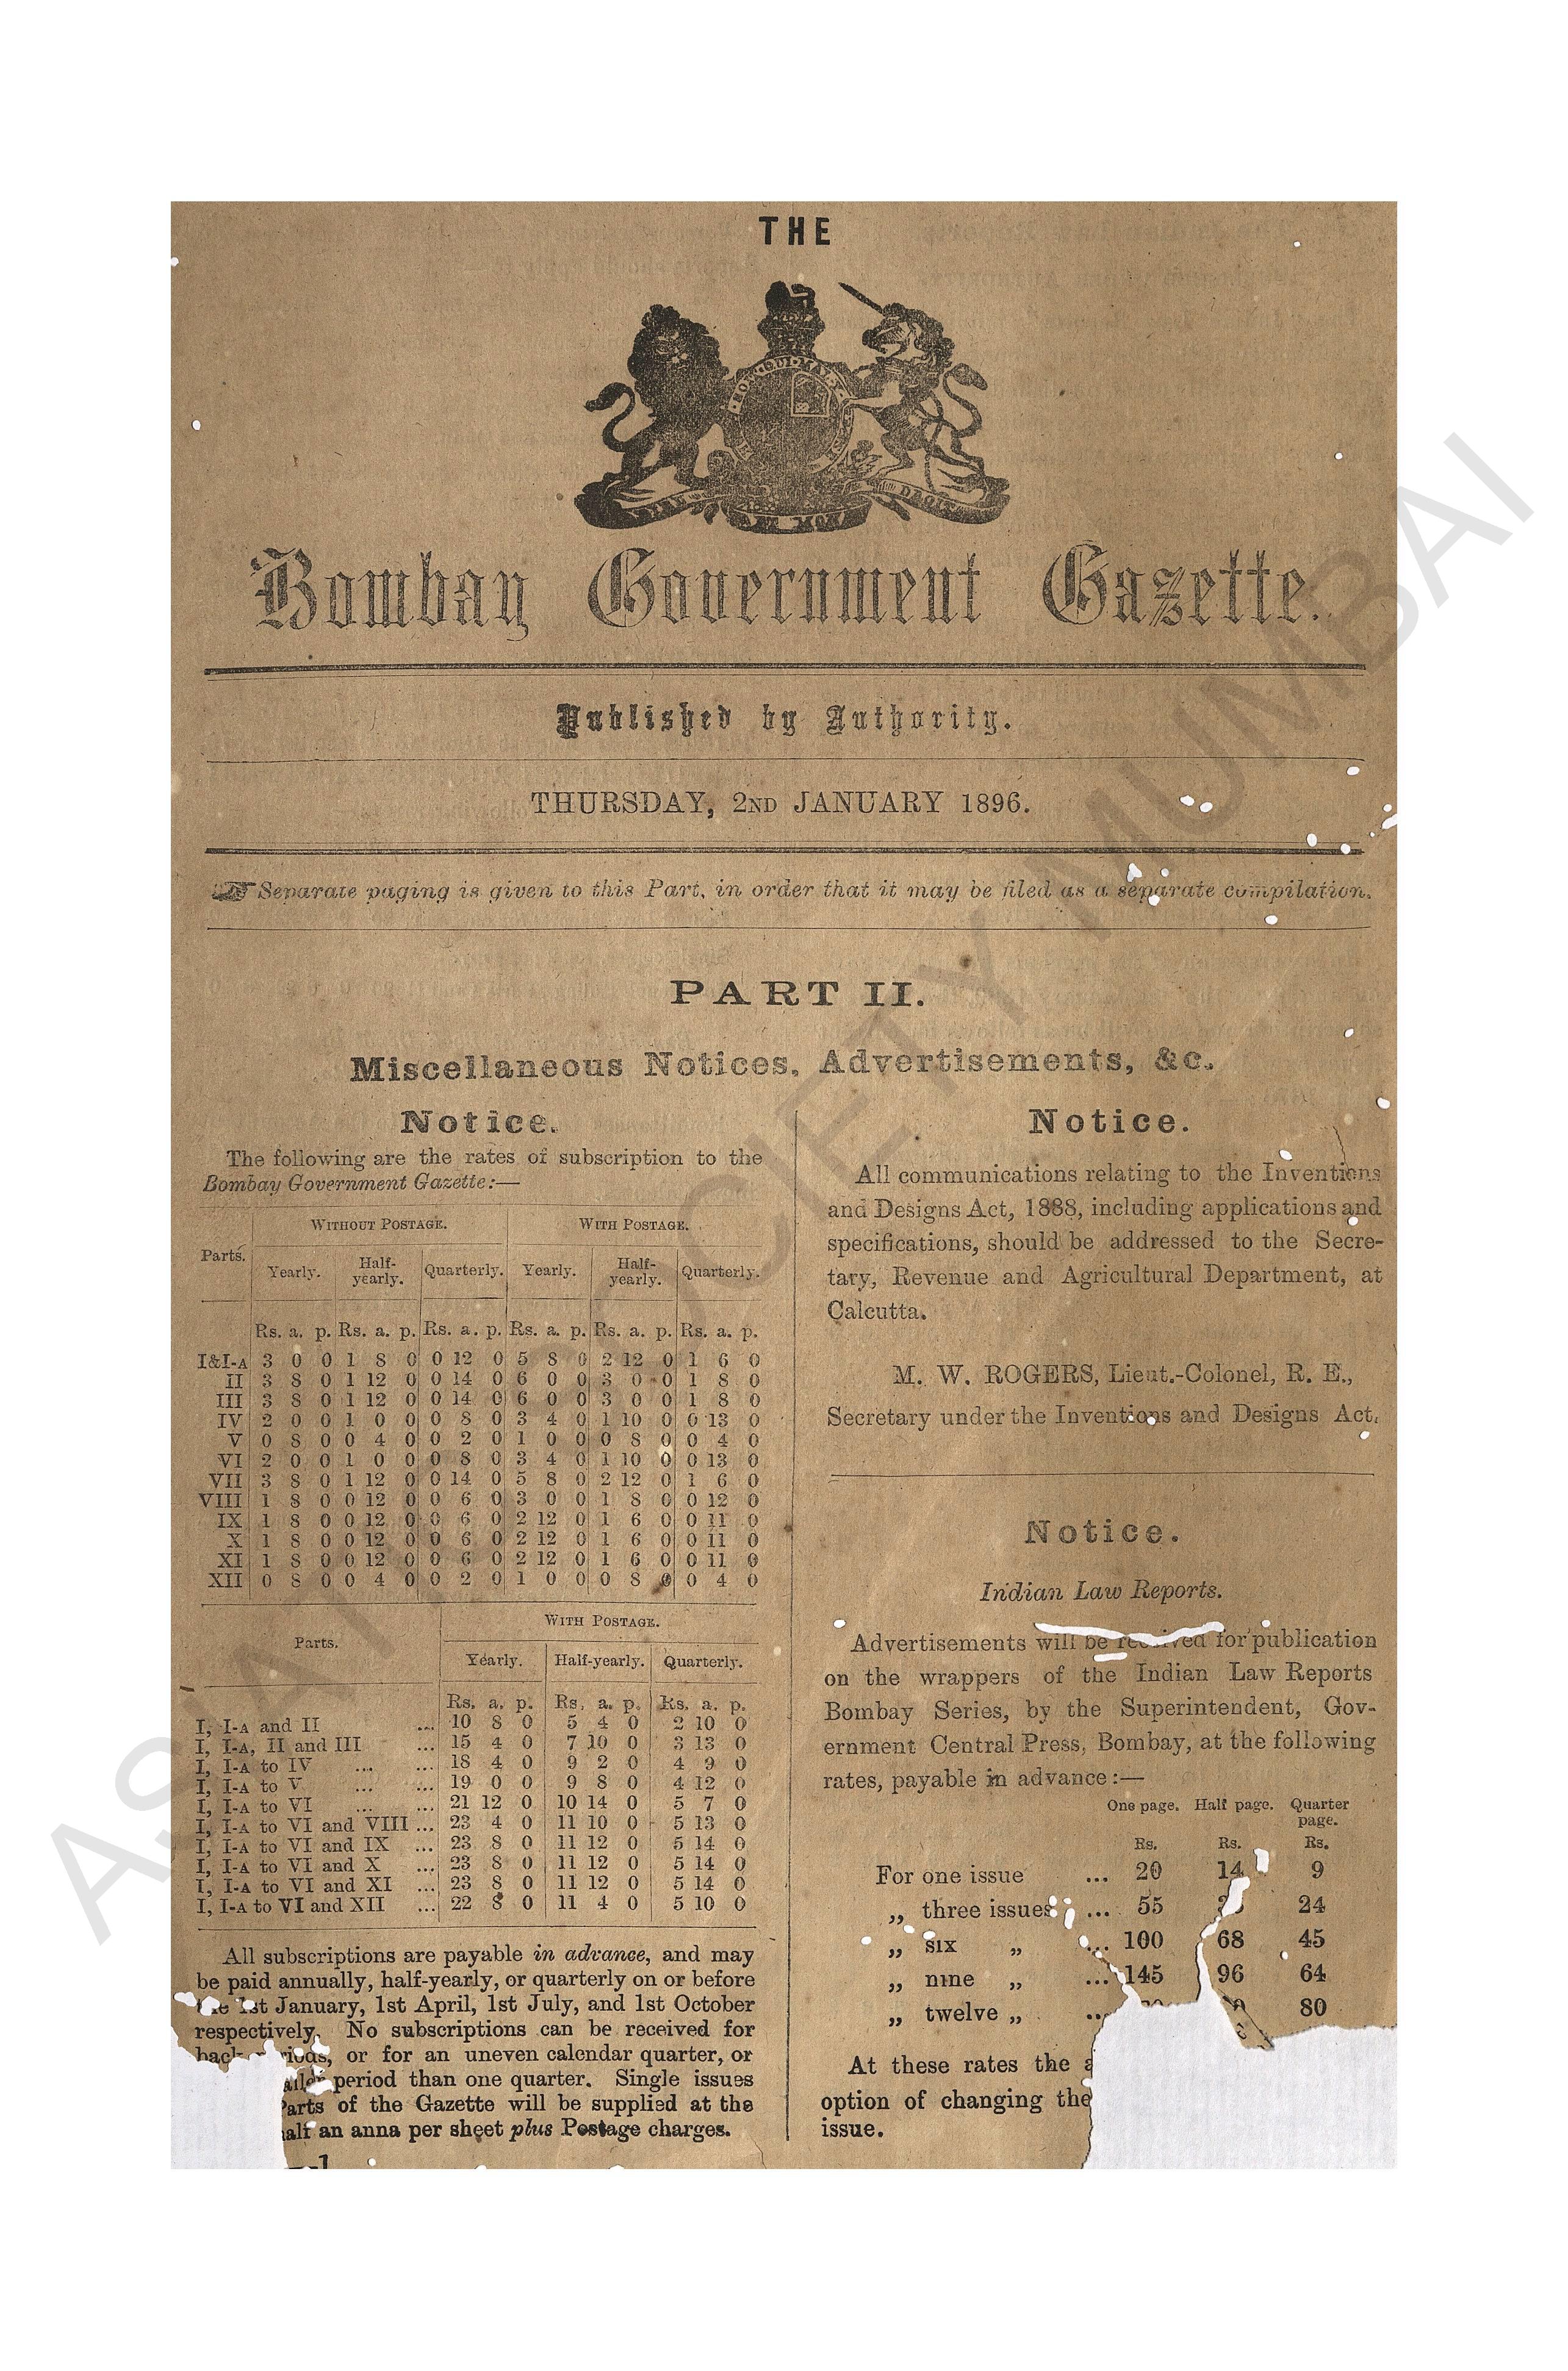 THE
Bombay Government Gazette.
Published by Authority.
THURSDAY, 2ND JANUARY 1896.
Separate paging is given to this Part, in order that it may be filed as a separate compilation.
PART II.
Miscellaneous Notices, Advertisements, &c.
Notice.
The following are the rates of subscription to the
Bombay Government Gazette:—
WITHOUT POSTAGE. WITH POSTAGE.
Parts. Yearly. Half-yearly. Quarterly. Yearly. Half-yearly. Quarterly.
Rs. a. p. Rs. a. p. Rs. a. p. Rs. a. p. Rs. a. p. Rs. a. p.
I&I-A 3 0 0 1 8 0 0 12 0 5 8 0 2 12 0 1 6 0
II 3 8 0 1 12 0 0 14 0 6 0 0 3 0 0 1 8 0
III 3 8 0 1 12 0 0 14 0 6 0 0 3 0 0 1 8 0
IV 2 0 0 1 0 0 0 8 0 3 4 0 1 10 0 0 13 0
V 0 8 0 0 4 0 0 2 0 1 0 0 0 8 0 0 4 0
VI 2 0 0 1 0 0 0 8 0 3 4 0 1 10 0 0 13 0
VII 3 8 0 1 12 0 0 14 0 5 8 0 2 12 0 1 6 0
VIII 1 8 0 0 12 0 0 6 0 3 0 0 1 8 0 0 12 0
IX 1 8 0 0 12 0 0 6 0 2 12 0 1 6 0 0 11 0
X 1 8 0 0 12 0 0 6 0 2 12 0 1 6 0 0 11 0
XI 1 8 0 0 12 0 0 6 0 2 12 0 1 6 0 0 11 0
XII 0 8 0 0 4 0 0 2 0 1 0 0 0 8 0 0 4 0
Parts. WITH POSTAGE.
Yearly. Half-yearly. Quarterly.
Rs. a. p. Rs. a. p. Rs. a. p.
I, I-A and II ... 10 8 0 5 4 0 2 10 0
I, I-A, II and III ... 15 4 0 7 10 0 3 13 0
I, I-A to IV ... ... 18 4 0 9 2 0 4 9 0
I, I-A to V ... ... 19 0 0 9 8 0 4 12 0
I, I-A to VI ... ... 21 12 0 10 14 0 5 7 0
I, I-A to VI and VIII ... 23 4 0 11 10 0 5 13 0
I, I-A to VI and IX ... 23 8 0 11 12 0 5 14 0
I, I-A to VI and X ... 23 8 0 11 12 0 5 14 0
I, I-A to VI and XI ... 23 8 0 11 12 0 5 14 0
I, I-A to VI and XII ... 22 8 0 11 4 0 5 10 0
All subscriptions are payable in advance, and may
be paid annually, half-yearly, or quarterly on or before
the 1st January, 1st April, 1st July, and 1st October
respectively. No subscriptions can be received for
back periods, or for an uneven calendar quarter, or
period than one quarter. Single issues
Parts of the Gazette will be supplied at the
half an anna per sheet plus Postage charges.
Notice.
All communications relating to the Inventions
and Designs Act, 1888, including applications and
specifications, should be addressed to the Secre-
tary, Revenue and Agricultural Department, at
Calcutta.
M. W. ROGERS, Lieut.-Colonel, R. E.,
Secretary under the Inventions and Designs Act.
Notice.
Indian Law Reports.
Advertisements will be received for publication
on the wrappers of the Indian Law Reports
Bombay Series, by the Superintendent, Gov-
ernment Central Press, Bombay, at the following
rates, payable in advance:—
One page. Half page. Quarter page.
Rs. Rs. Rs.
For one issue ... 20 14 9
„ three issues ... 55 24
„ six „ ... 100 68 45
„ nine „ ... 145 96 64
„ twelve „ .. 80
At these rates the
option of changing the
issue.
ASIATIC SOCIETY MUMBAI